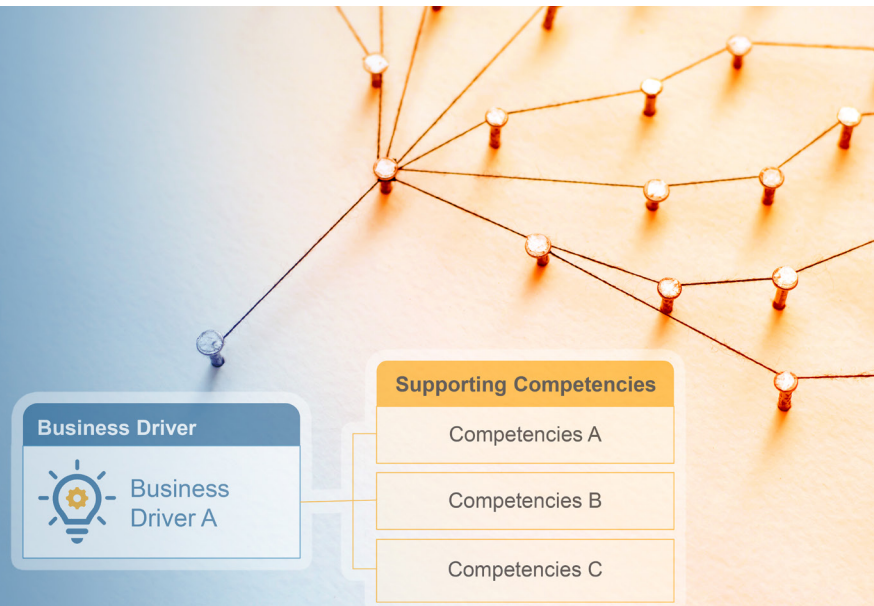 Business Driver
Business
Driver A
Supporting Competencies
Competencies A
Competencies B
Competencies C